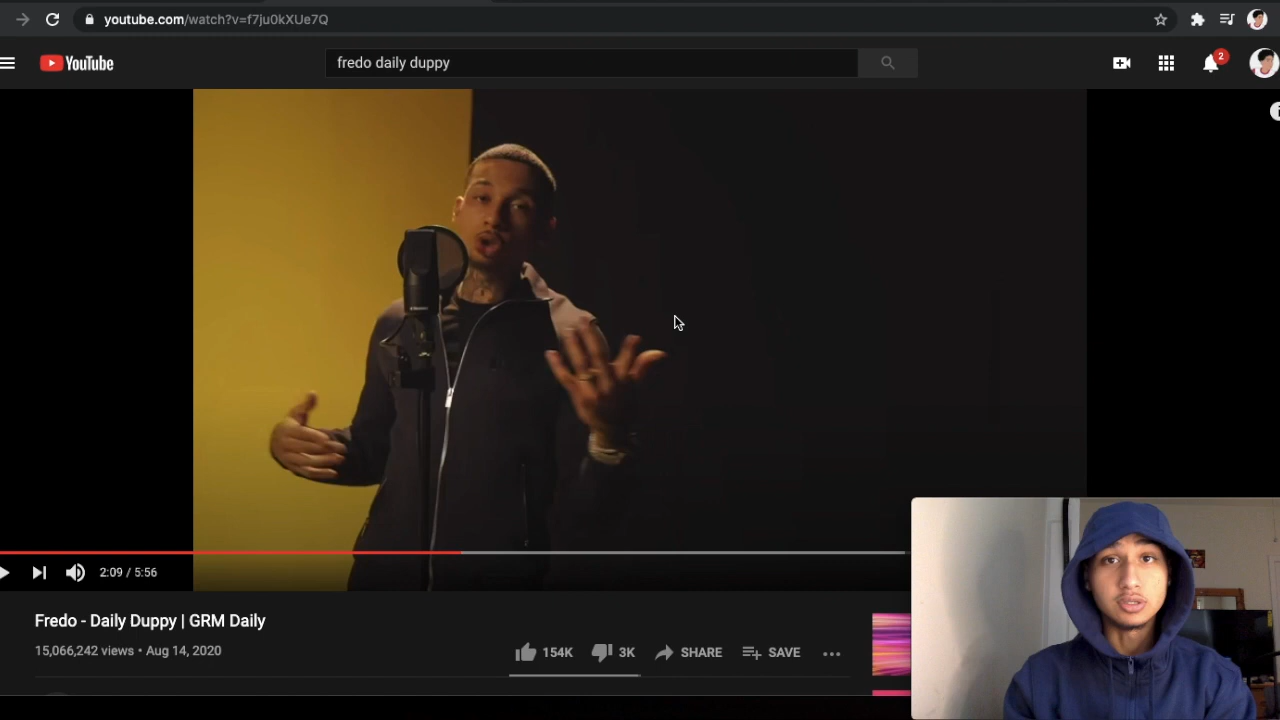 youtube.com/watch?v=f7ju0kXUe7Q
YouTube
fredo daily duppy
2
2:09 / 5:56
Fredo - Daily Duppy | GRM Daily
15,066,242 views • Aug 14, 2020
154K
3K
SHARE
SAVE